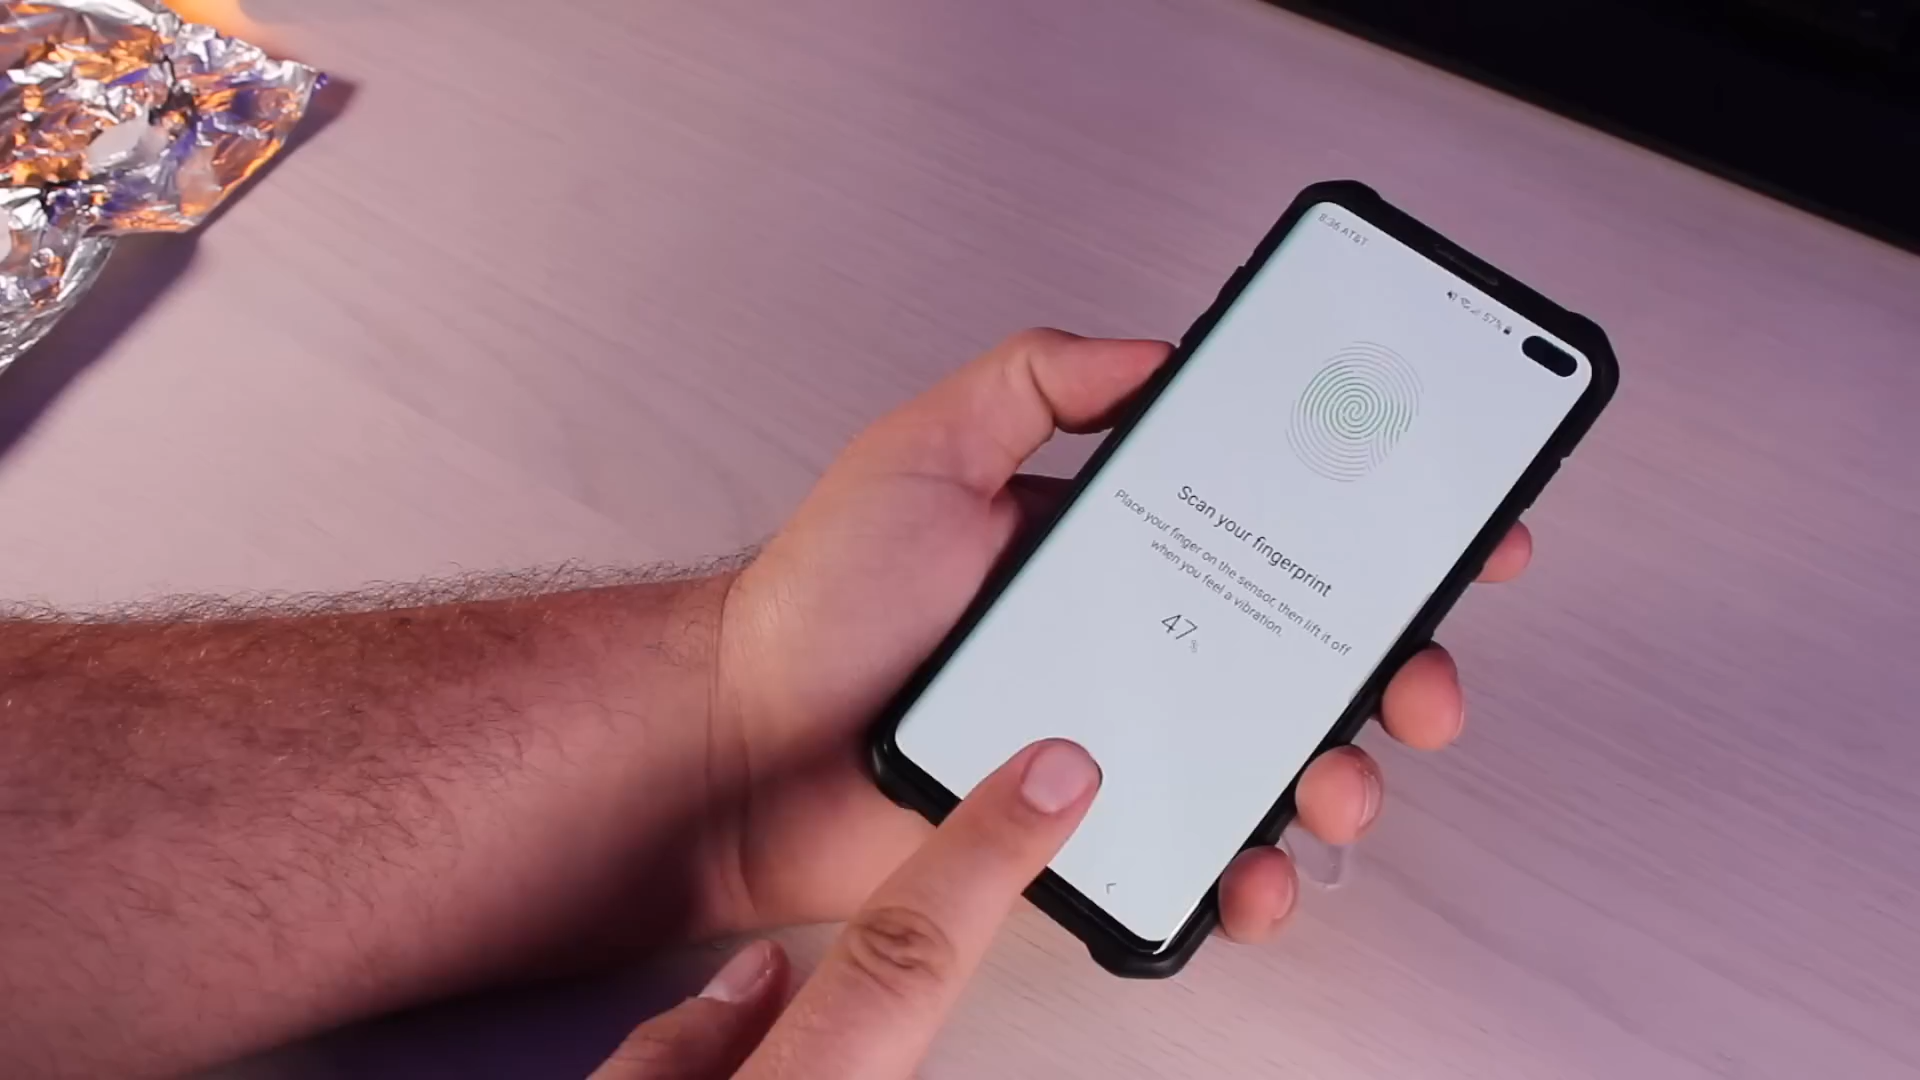 8:36 AT&T
57%
Scan your fingerprint
Place your finger on the sensor, then lift it off
when you feel a vibration.
47%